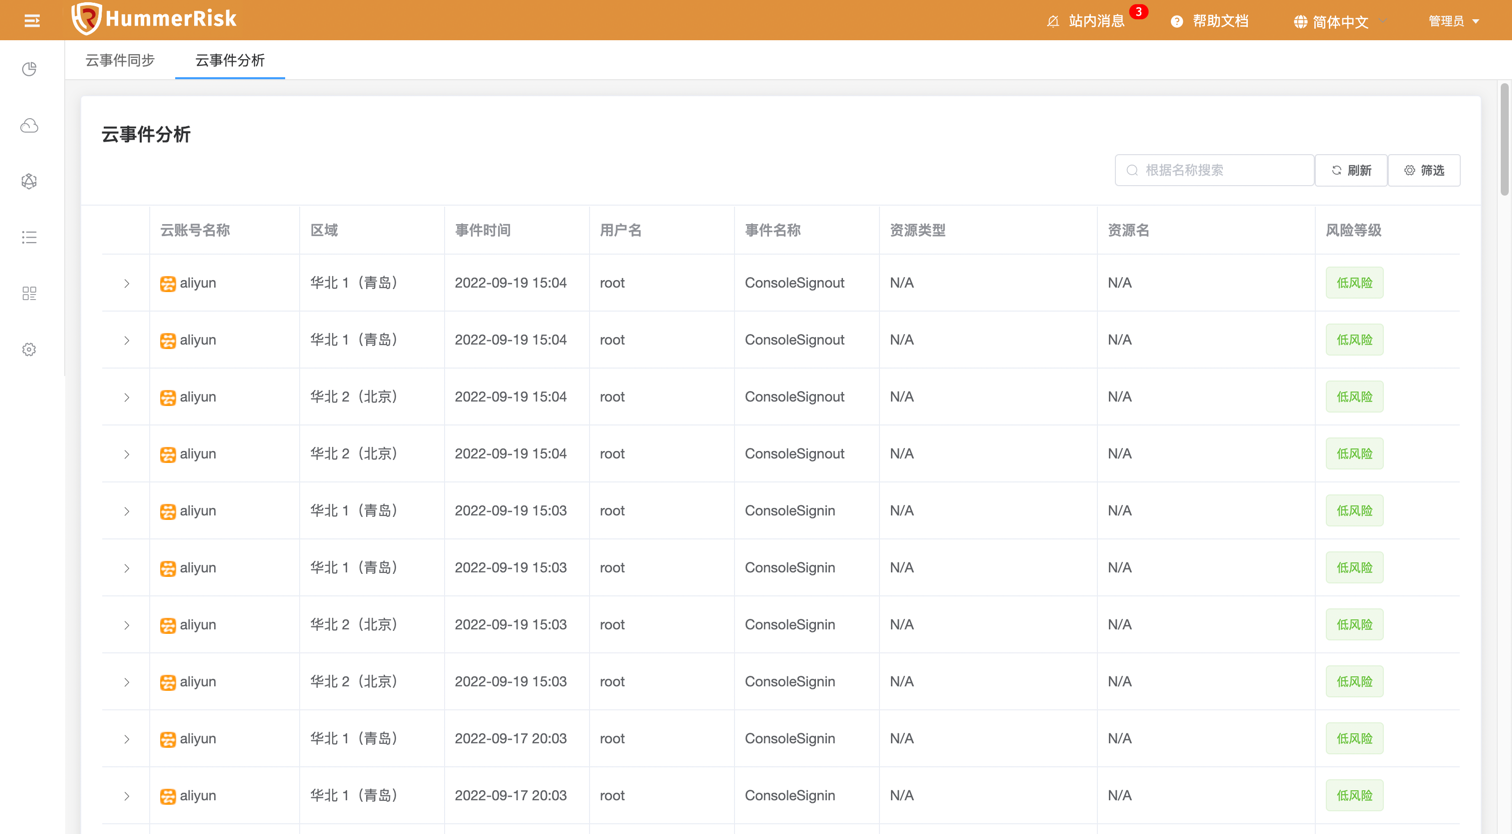 HummerRisk
站内消息 3 帮助文档 简体中文 管理员
云事件同步 云事件分析
云事件分析
根据名称搜索 刷新 筛选
云账号名称 区域 事件时间 用户名 事件名称 资源类型 资源名 风险等级
aliyun 华北 1（青岛） 2022-09-19 15:04 root ConsoleSignout N/A N/A 低风险
aliyun 华北 1（青岛） 2022-09-19 15:04 root ConsoleSignout N/A N/A 低风险
aliyun 华北 2（北京） 2022-09-19 15:04 root ConsoleSignout N/A N/A 低风险
aliyun 华北 2（北京） 2022-09-19 15:04 root ConsoleSignout N/A N/A 低风险
aliyun 华北 1（青岛） 2022-09-19 15:03 root ConsoleSignin N/A N/A 低风险
aliyun 华北 1（青岛） 2022-09-19 15:03 root ConsoleSignin N/A N/A 低风险
aliyun 华北 2（北京） 2022-09-19 15:03 root ConsoleSignin N/A N/A 低风险
aliyun 华北 2（北京） 2022-09-19 15:03 root ConsoleSignin N/A N/A 低风险
aliyun 华北 1（青岛） 2022-09-17 20:03 root ConsoleSignin N/A N/A 低风险
aliyun 华北 1（青岛） 2022-09-17 20:03 root ConsoleSignin N/A N/A 低风险